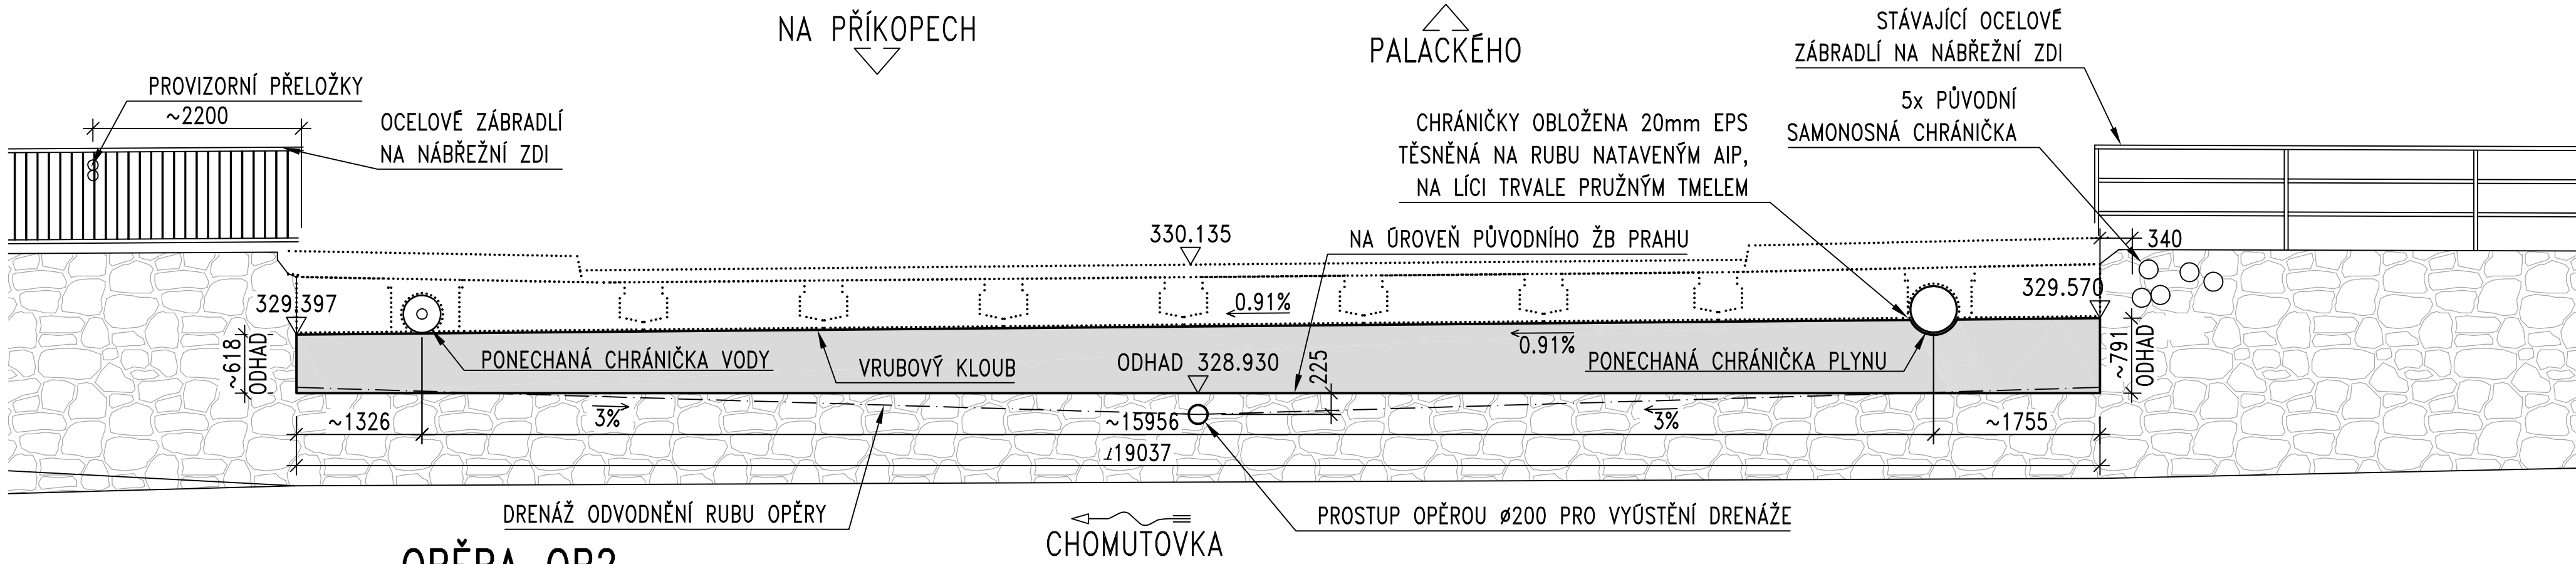 NA PŘÍKOPECH
PALACKÉHO
STÁVAJÍCÍ OCELOVÉ
ZÁBRADLÍ NA NÁBŘEŽNÍ ZDI
PROVIZORNÍ PŘELOŽKY
~2200
OCELOVÉ ZÁBRADLÍ
NA NÁBŘEŽNÍ ZDI
5x PŮVODNÍ
SAMONOSNÁ CHRÁNIČKA
CHRÁNIČKY OBLOŽENA 20mm EPS
TĚSNĚNÁ NA RUBU NATAVENÝM AIP,
NA LÍCI TRVALE PRUŽNÝM TMELEM
330.135
NA ÚROVEŇ PŮVODNÍHO ŽB PRAHU
340
329.397
0.91%
329.570
~618
ODHAD
PONECHANÁ CHRÁNIČKA VODY
VRUBOVÝ KLOUB
ODHAD 328.930
225
0.91%
PONECHANÁ CHRÁNIČKA PLYNU
~791
ODHAD
~1326
3%
~15956
3%
~1755
⊥19037
DRENÁŽ ODVODNĚNÍ RUBU OPĚRY
PROSTUP OPĚROU ø200 PRO VYÚSTĚNÍ DRENÁŽE
CHOMUTOVKA
OPĚRA OP2